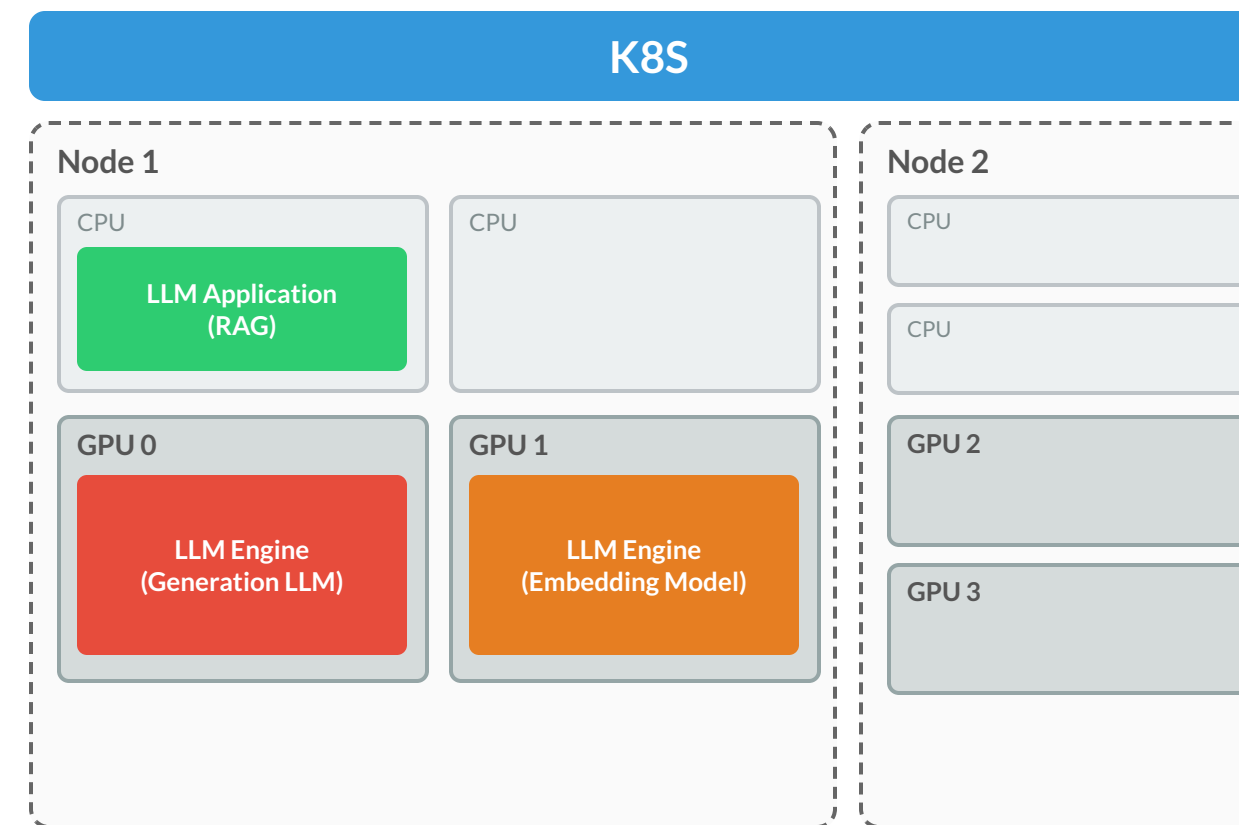 K8S
Node 1
CPU
LLM Application
(RAG)
CPU
GPU 0
LLM Engine
(Generation LLM)
GPU 1
LLM Engine
(Embedding Model)
Node 2
CPU
CPU
GPU 2
GPU 3